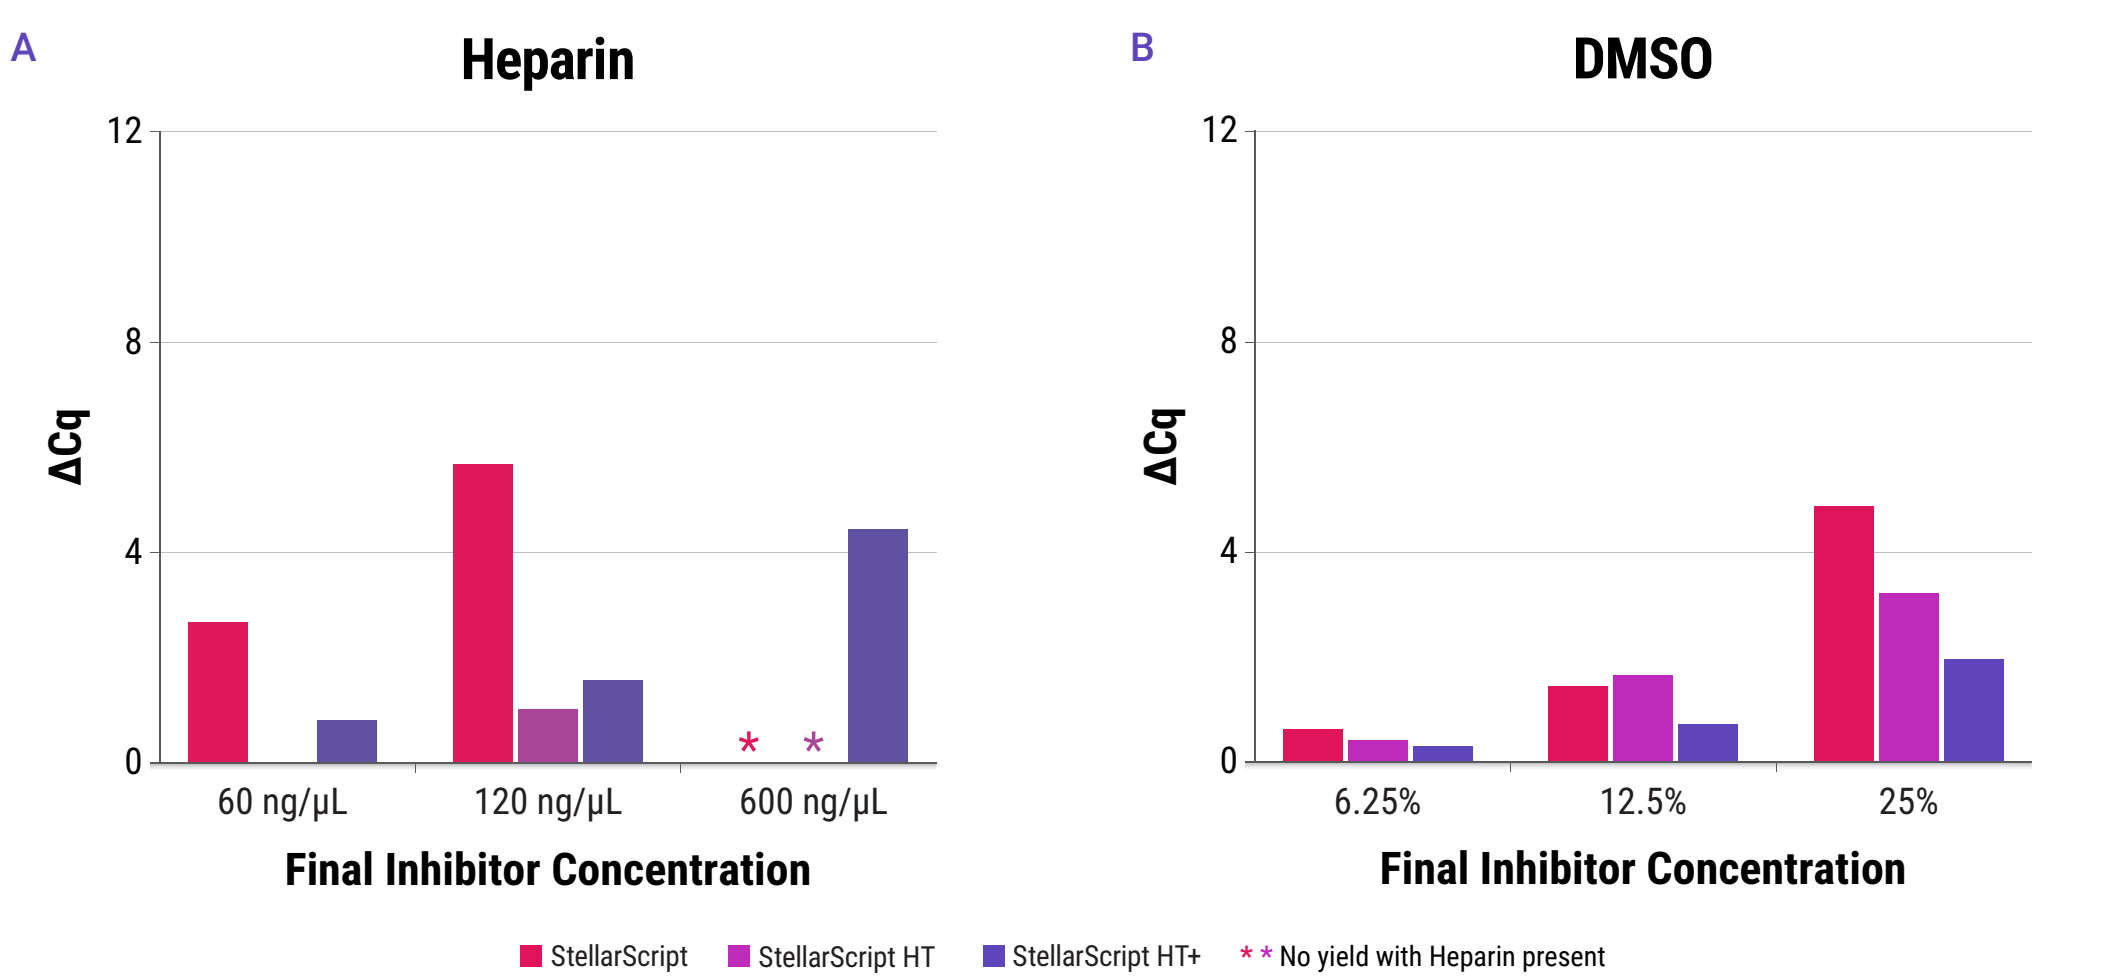 A
Heparin
12
8
4
0
ΔCq
60 ng/µL 120 ng/µL 600 ng/µL
* *
Final Inhibitor Concentration
B
DMSO
12
8
4
0
ΔCq
6.25% 12.5% 25%
Final Inhibitor Concentration
StellarScript StellarScript HT StellarScript HT+ * * No yield with Heparin present